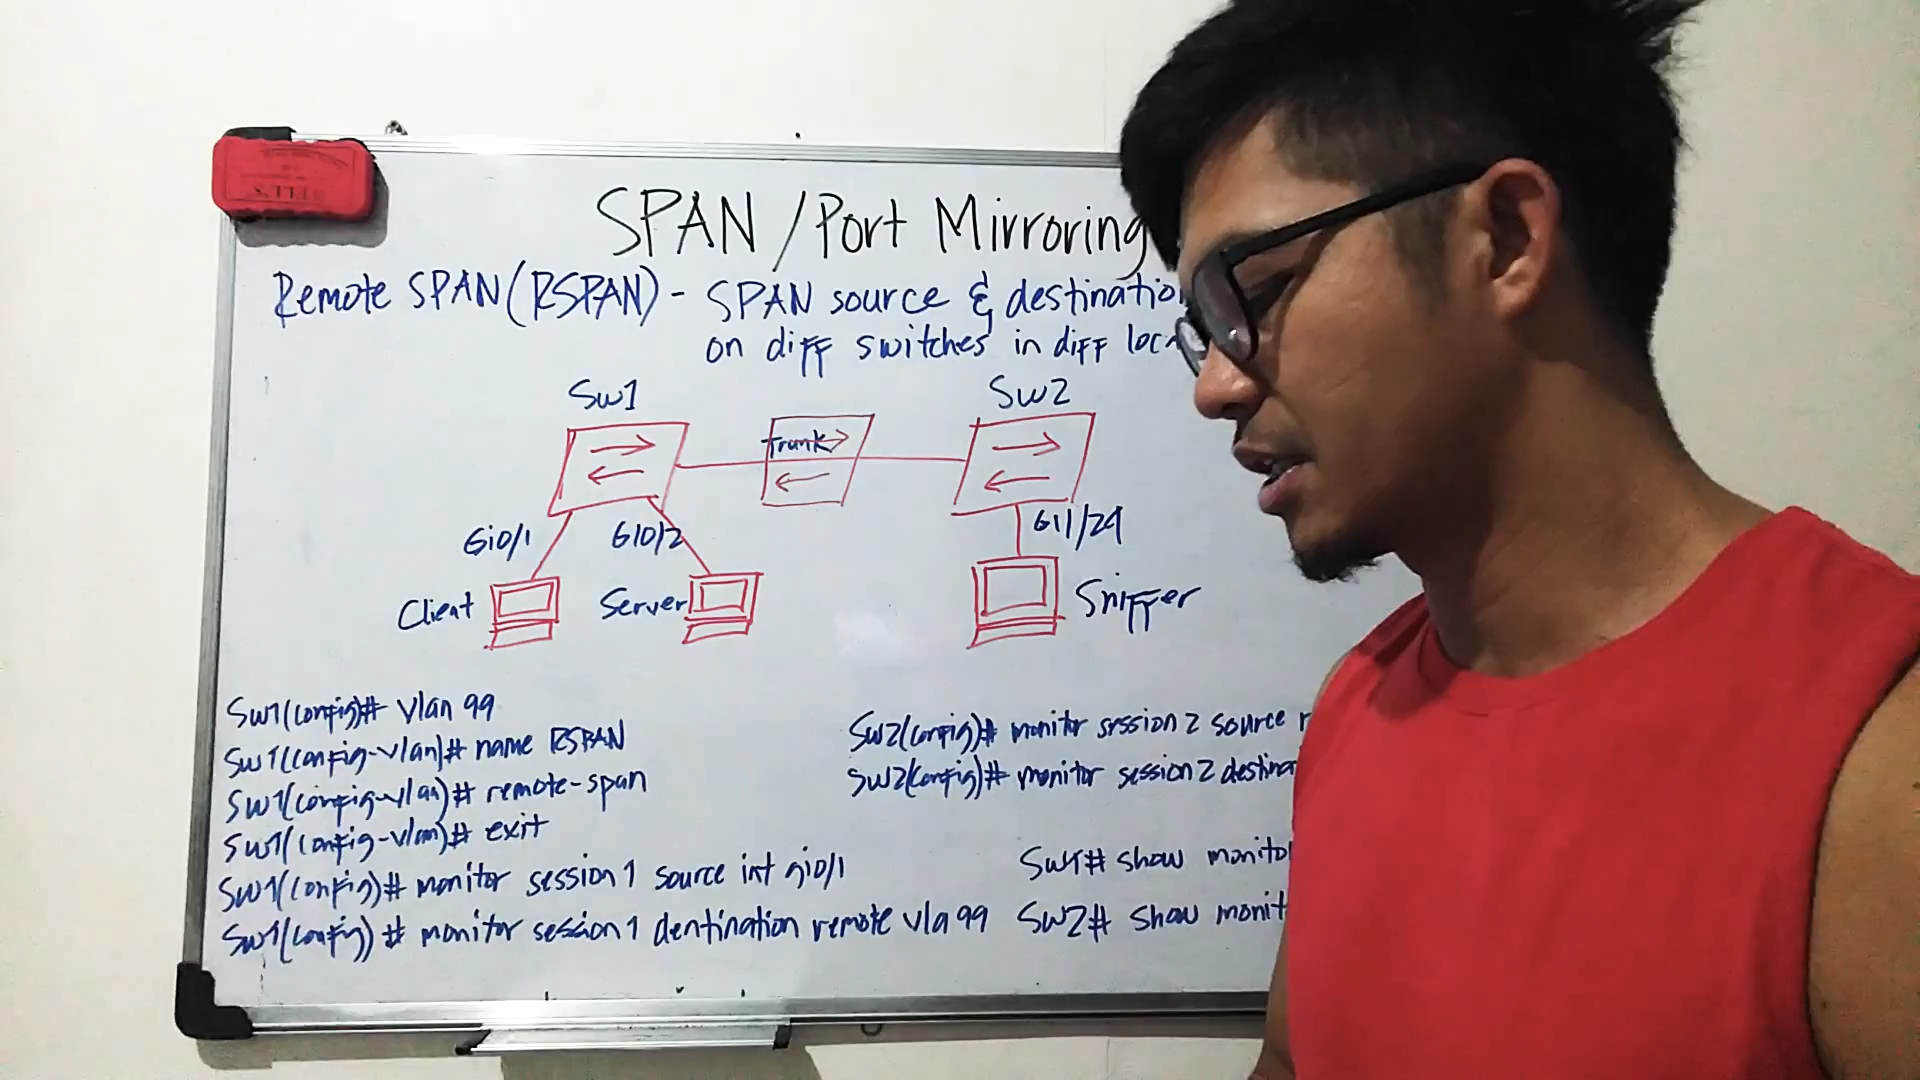 SPAN / Port Mirroring
Remote SPAN (RSPAN) - SPAN source & destinatio
on diff switches in diff loca
SW1
SW2
Trunk
Gi0/1
Gi0/2
Gi1/24
Client
Server
Sniffer
SW1(config)# vlan 99
SW1(config-vlan)# name RSPAN
SW1(config-vlan)# remote-span
SW1(config-vlan)# exit
SW1(config)# monitor session 1 source int gi0/1
SW1(config)# monitor session 1 dentination remote vla 99
SW2(config)# monitor session 2 source r
SW2(config)# monitor session 2 destina
SW1# show monito
SW2# show monit